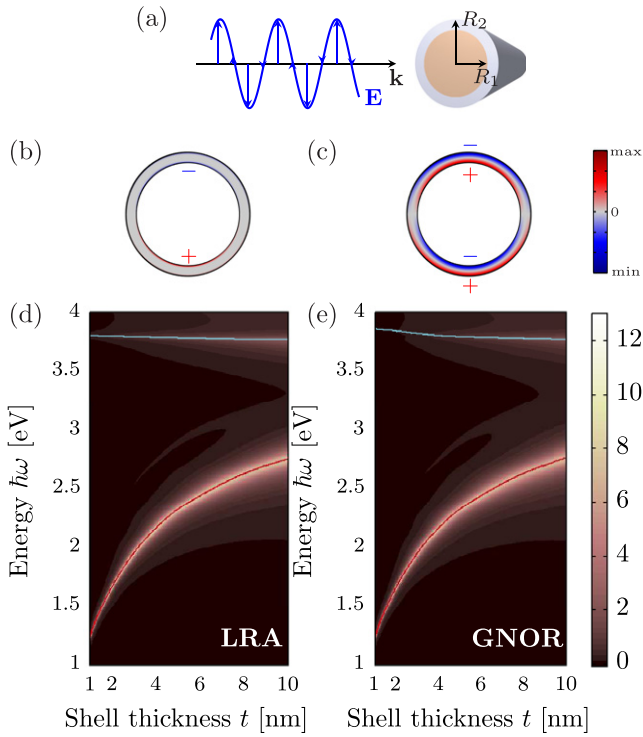 (a)
R₂
R₁
k
E
(b)
(c)
−
−
+
+
−
−
+
+
max
0
min
(d)
(e)
4
3.5
3
2.5
2
1.5
1
Energy ħω [eV]
LRA
1 2 4 6 8 10
Shell thickness t [nm]
4
3.5
3
2.5
2
1.5
1
Energy ħω [eV]
GNOR
1 2 4 6 8 10
Shell thickness t [nm]
12
10
8
6
4
2
0